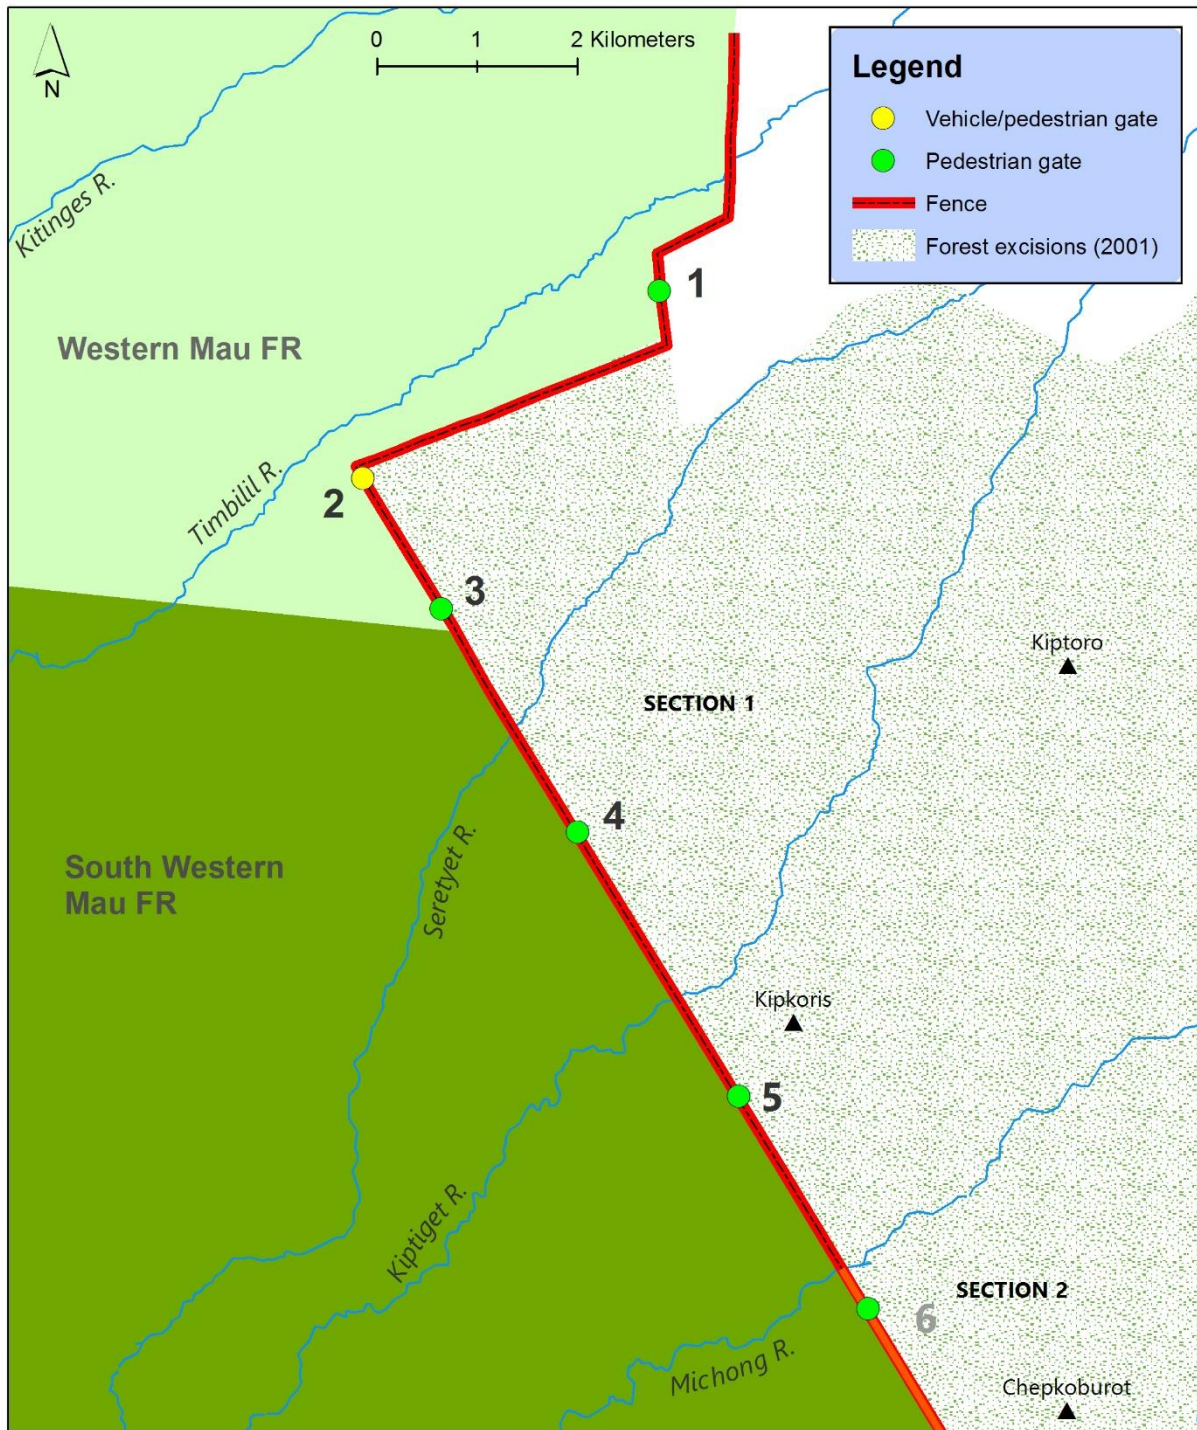 N
0 1 2 Kilometers
Legend
Vehicle/pedestrian gate
Pedestrian gate
Fence
Forest excisions (2001)
Kitinges R.
1
Western Mau FR
Timbilil R.
2
3
Kiptoro
SECTION 1
4
South Western
Mau FR
Seretyet R.
Kipkoris
5
Kiptiget R.
SECTION 2
6
Michong R.
Chepkoburot